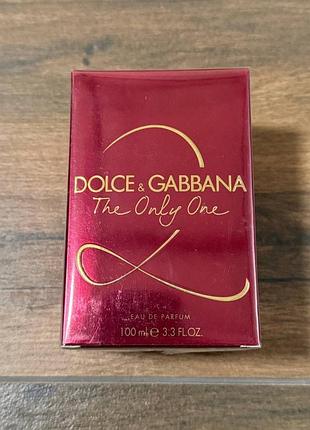 DOLCE & GABBANA
The Only One
EAU DE PARFUM
100 ml ℮ 3.3 FL.OZ.